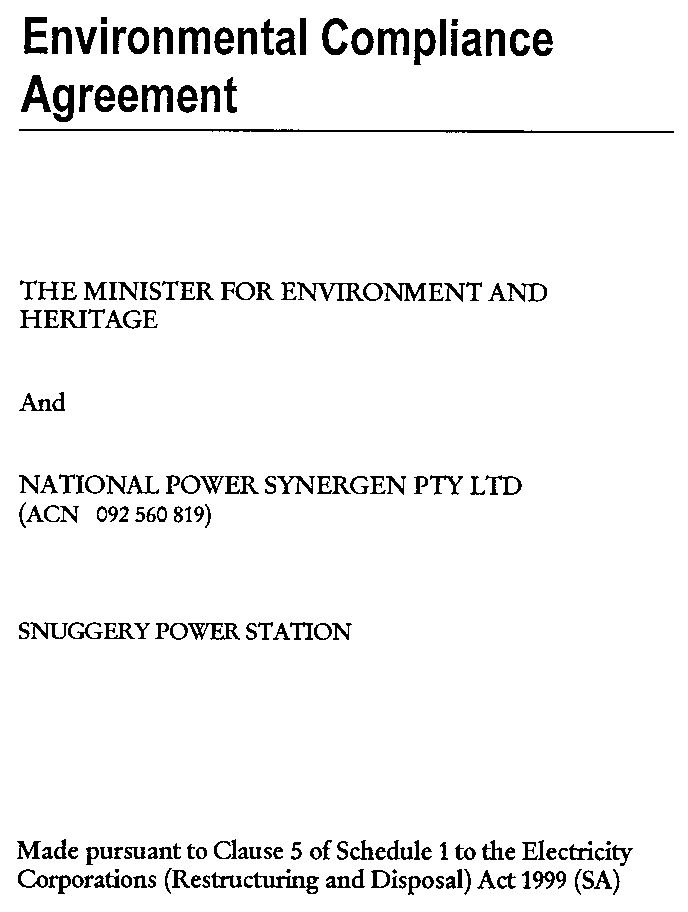 Environmental Compliance
Agreement
THE MINISTER FOR ENVIRONMENT AND
HERITAGE
And
NATIONAL POWER SYNERGEN PTY LTD
(ACN 092 560 819)
SNUGGERY POWER STATION
Made pursuant to Clause 5 of Schedule 1 to the Electricity
Corporations (Restructuring and Disposal) Act 1999 (SA)